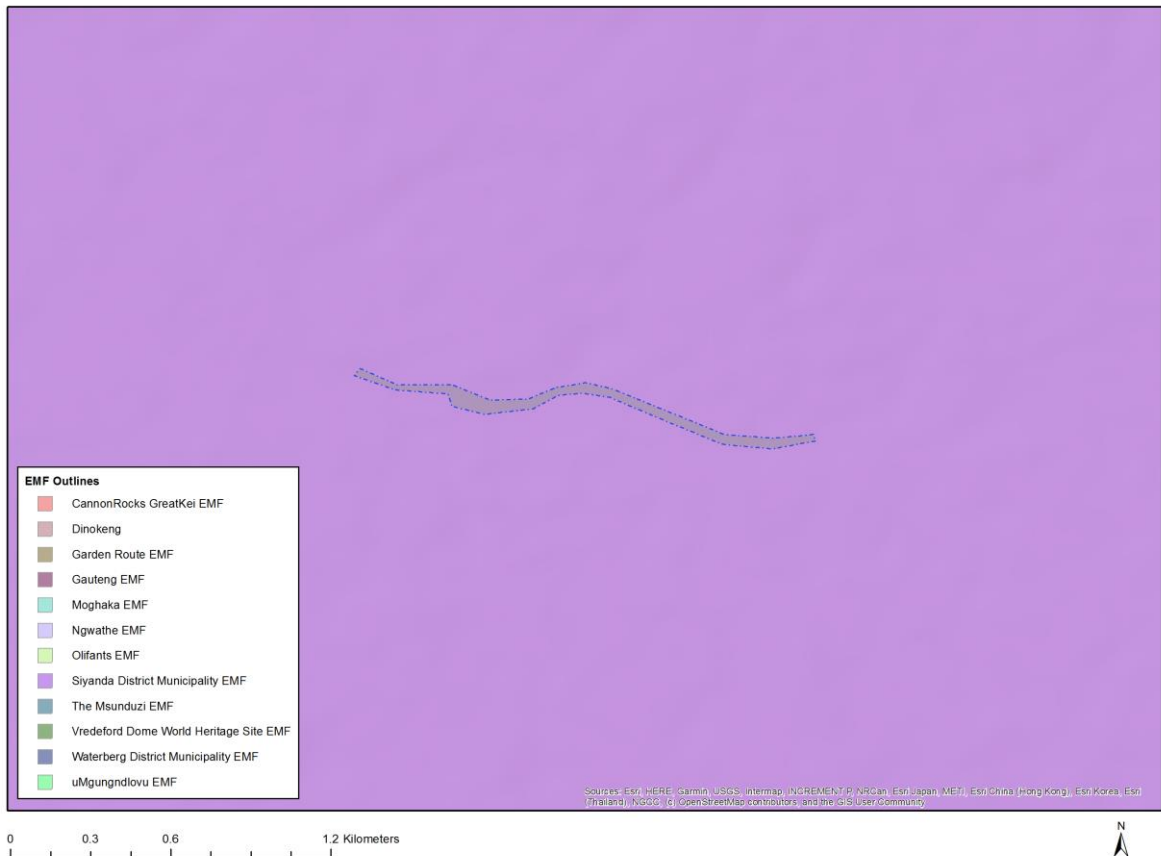 EMF Outlines
CannonRocks GreatKei EMF
Dinokeng
Garden Route EMF
Gauteng EMF
Moghaka EMF
Ngwathe EMF
Olifants EMF
Siyanda District Municipality EMF
The Msunduzi EMF
Vredeford Dome World Heritage Site EMF
Waterberg District Municipality EMF
uMgungndlovu EMF
Sources: Esri, HERE, Garmin, USGS, Intermap, INCREMENT P, NRCan, Esri Japan, METI, Esri China (Hong Kong), Esri Korea, Esri
(Thailand), NGCC, (c) OpenStreetMap contributors, and the GIS User Community
0 0.3 0.6 1.2 Kilometers
N